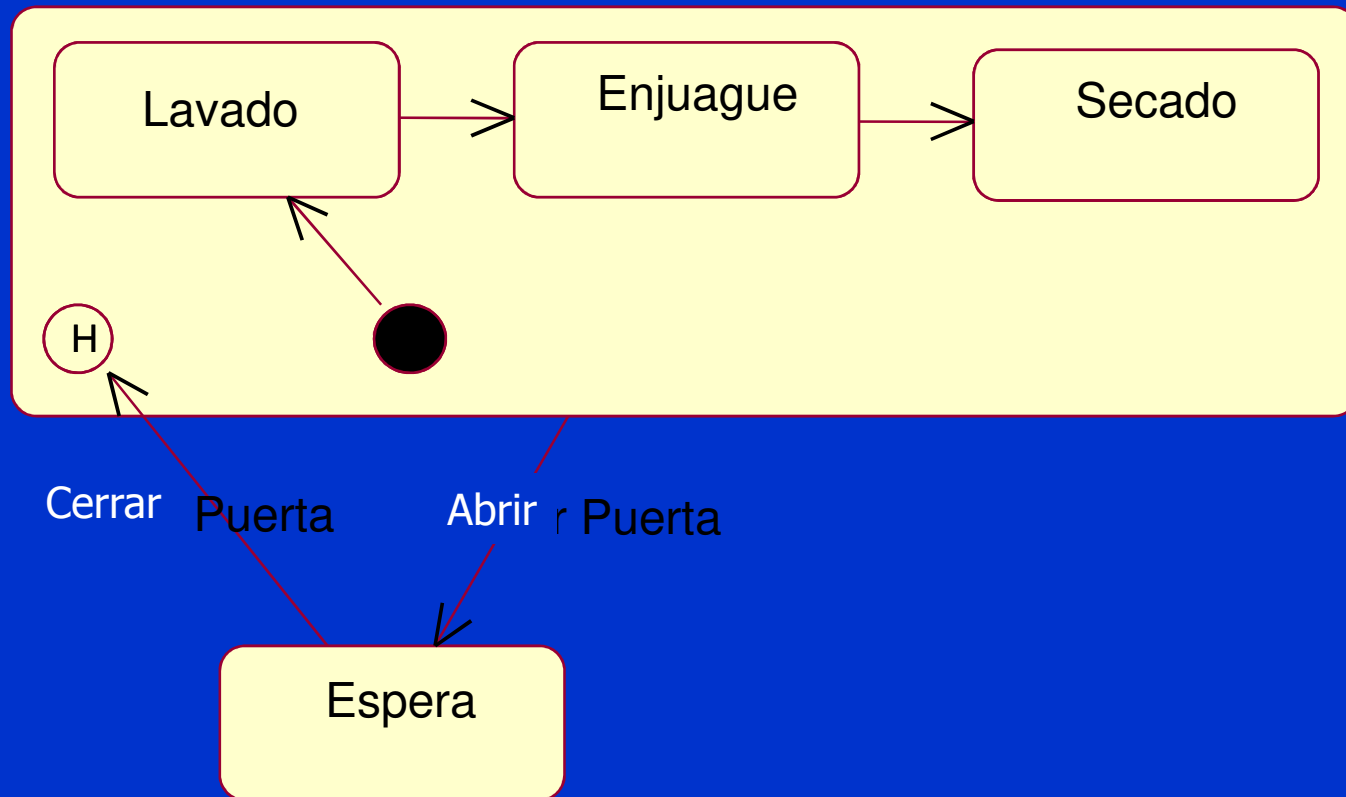 Lavado
Enjuague
Secado
H
Cerrar Puerta
Abrir r Puerta
Espera